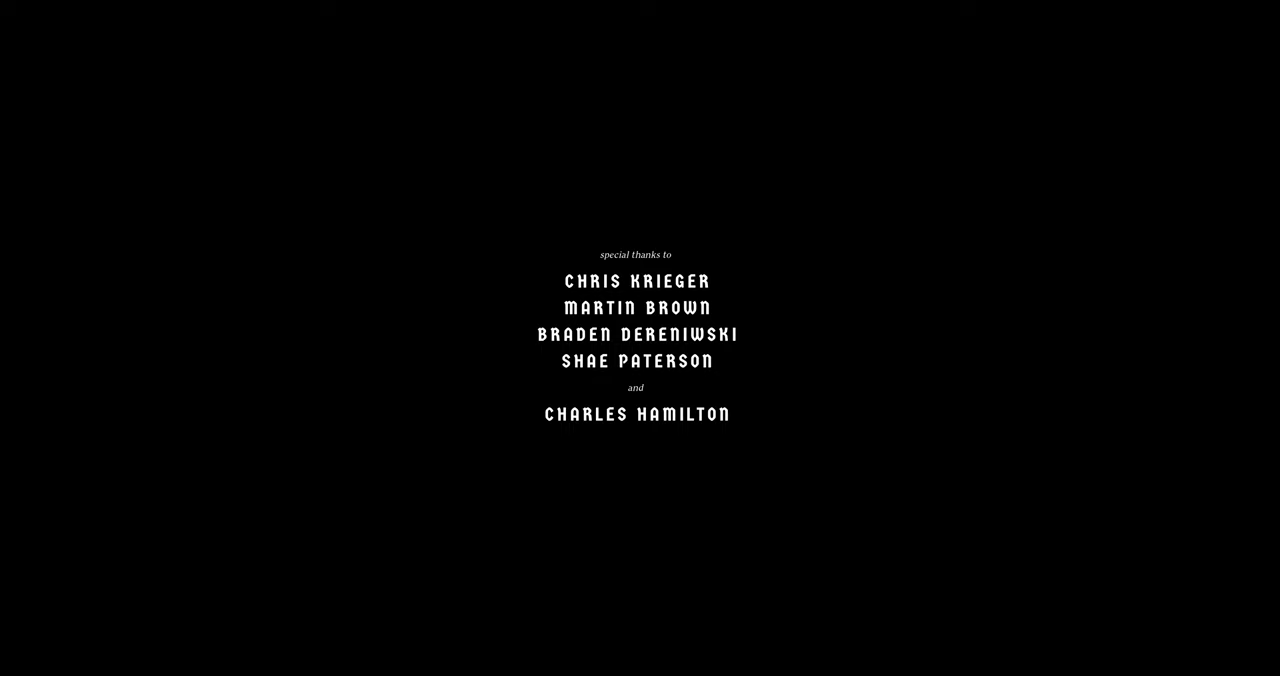 special thanks to
CHRIS KRIEGER
MARTIN BROWN
BRADEN DERENIWSKI
SHAE PATERSON
and
CHARLES HAMILTON